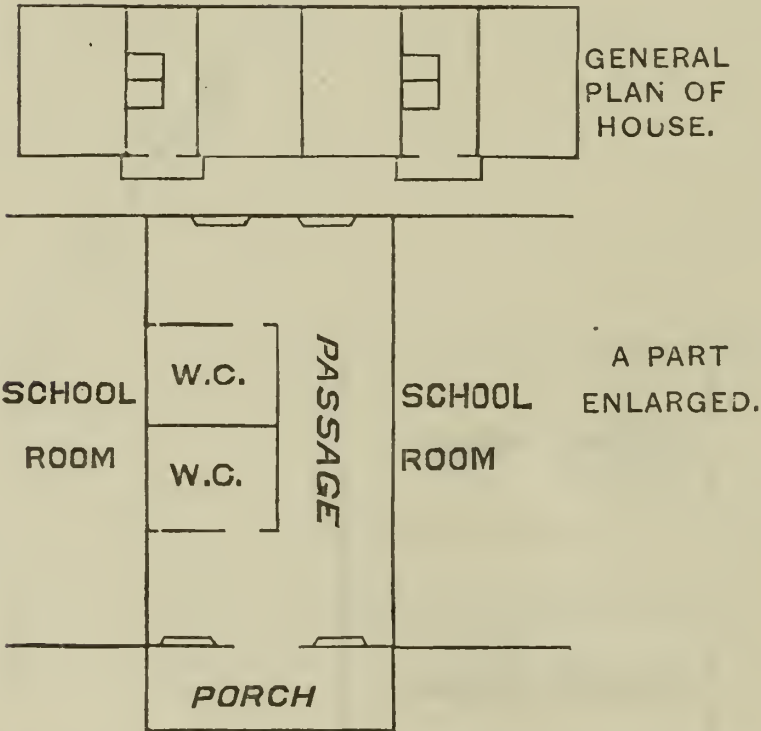 GENERAL
PLAN OF
HOUSE.
SCHOOL
ROOM
W.C.
W.C.
PASSAGE
SCHOOL
ROOM
A PART
ENLARGED.
PORCH